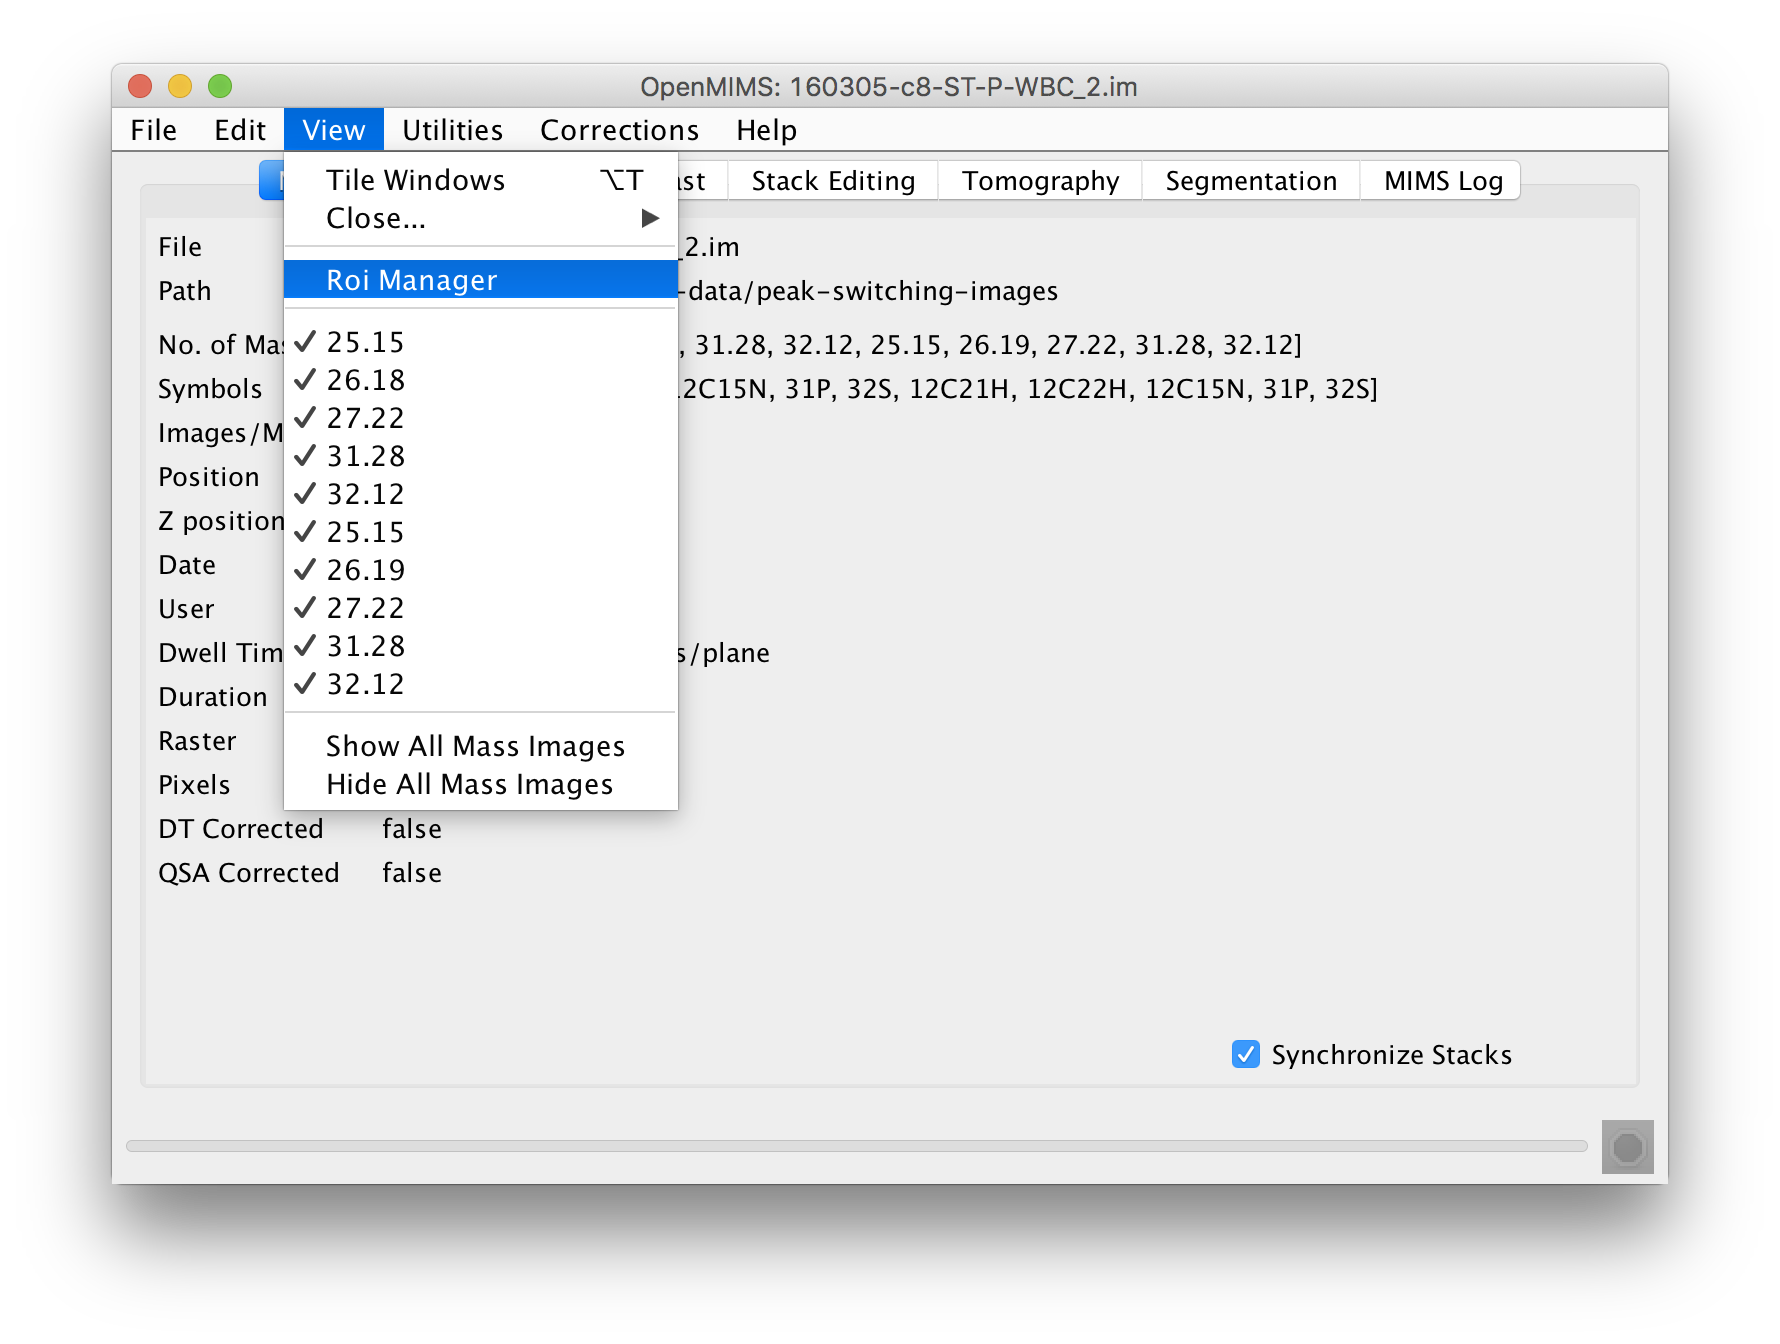 OpenMIMS: 160305-c8-ST-P-WBC_2.im
File Edit View Utilities Corrections Help
Tile Windows ⌥T
Close... ▶
Roi Manager
✓ 25.15
✓ 26.18
✓ 27.22
✓ 31.28
✓ 32.12
✓ 25.15
✓ 26.19
✓ 27.22
✓ 31.28
✓ 32.12
Show All Mass Images
Hide All Mass Images
Stack Editing Tomography Segmentation MIMS Log
File _2.im
Path -data/peak-switching-images
No. of , 31.28, 32.12, 25.15, 26.19, 27.22, 31.28, 32.12]
Symbols 2C15N, 31P, 32S, 12C21H, 12C22H, 12C15N, 31P, 32S]
Images/M
Position
Z position
Date
User
Dwell Tim s/plane
Duration
Raster
Pixels
DT Corrected false
QSA Corrected false
Synchronize Stacks